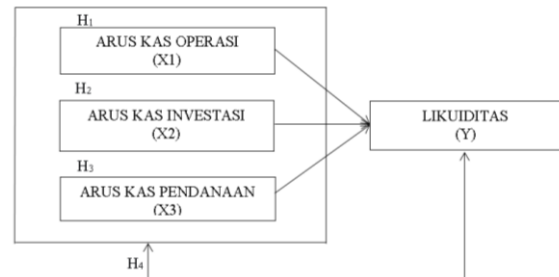 H₁
ARUS KAS OPERASI
(X1)
H₂
ARUS KAS INVESTASI
(X2)
H₃
ARUS KAS PENDANAAN
(X3)
LIKUIDITAS
(Y)
H₄